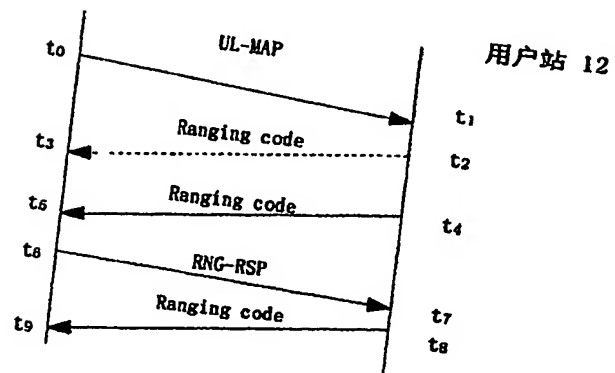 UL-MAP
用户站 12
t0
t1
Ranging code
t3
t2
Ranging code
t5
t4
t6
RNG-RSP
t7
Ranging code
t9
t8